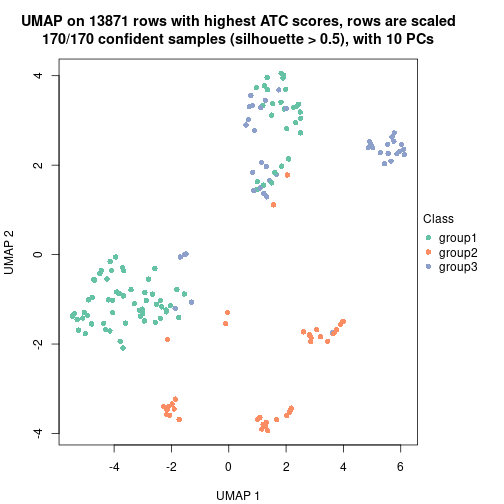 UMAP on 13871 rows with highest ATC scores, rows are scaled
170/170 confident samples (silhouette > 0.5), with 10 PCs
4
2
0
-2
-4
UMAP 2
-4
-2
0
2
4
6
UMAP 1
Class
group1
group2
group3